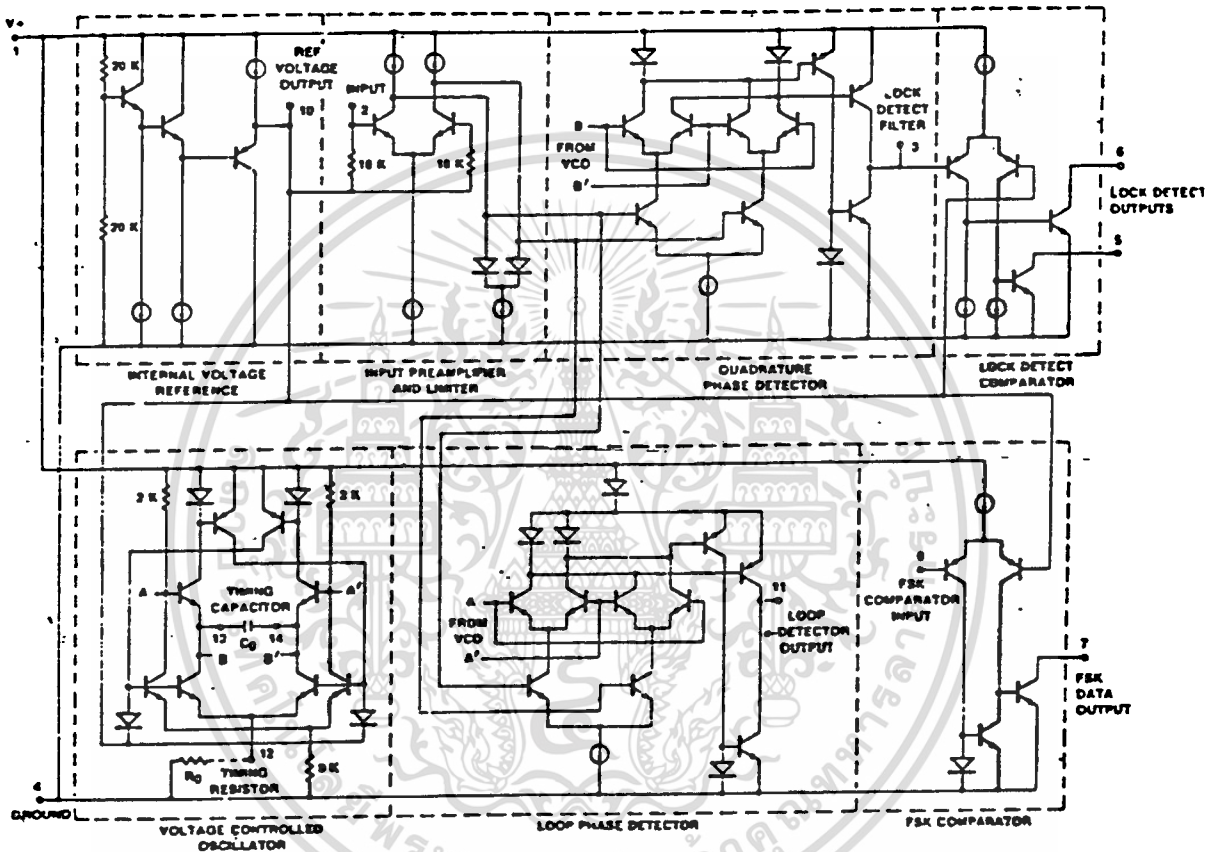 V+
1
20 K
20 K
REF
VOLTAGE
OUTPUT
10
INPUT
2
18 K
18 K
B
FROM
VCO
B'
LOCK
DETECT
FILTER
3
6
LOCK DETECT
OUTPUTS
5
INTERNAL VOLTAGE
REFERENCE
INPUT PREAMPLIFIER
AND LIMITER
QUADRATURE
PHASE DETECTOR
LOCK DETECT
COMPARATOR
2 K
2 K
A
TIMING
CAPACITOR
A'
13
C0
14
B
B'
12
R0
TIMING
RESISTOR
9 K
4
GROUND
A
FROM
VCO
A'
11
LOOP
DETECTOR
OUTPUT
8
FSK
COMPARATOR
INPUT
7
FSK
DATA
OUTPUT
VOLTAGE CONTROLLED
OSCILLATOR
LOOP PHASE DETECTOR
FSK COMPARATOR